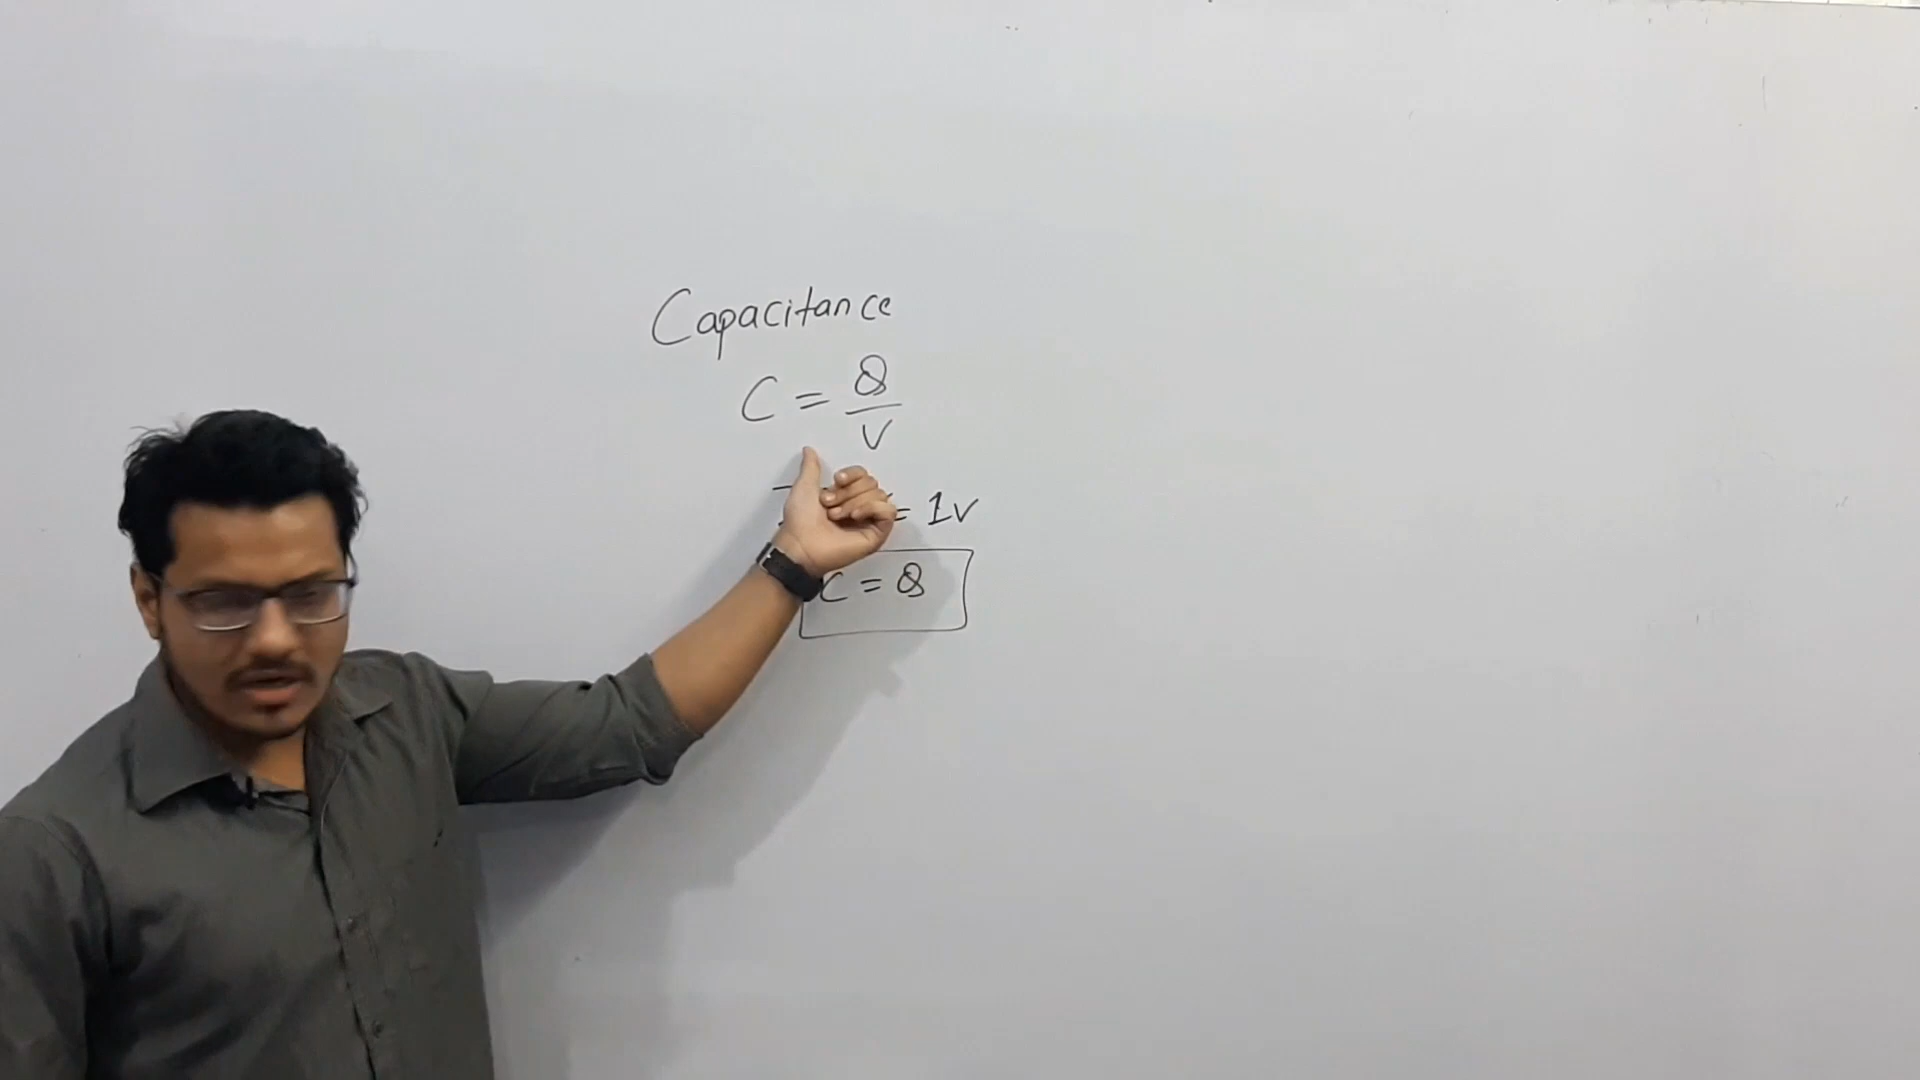 Capacitance
C = Q/V
= 1V
C = Q